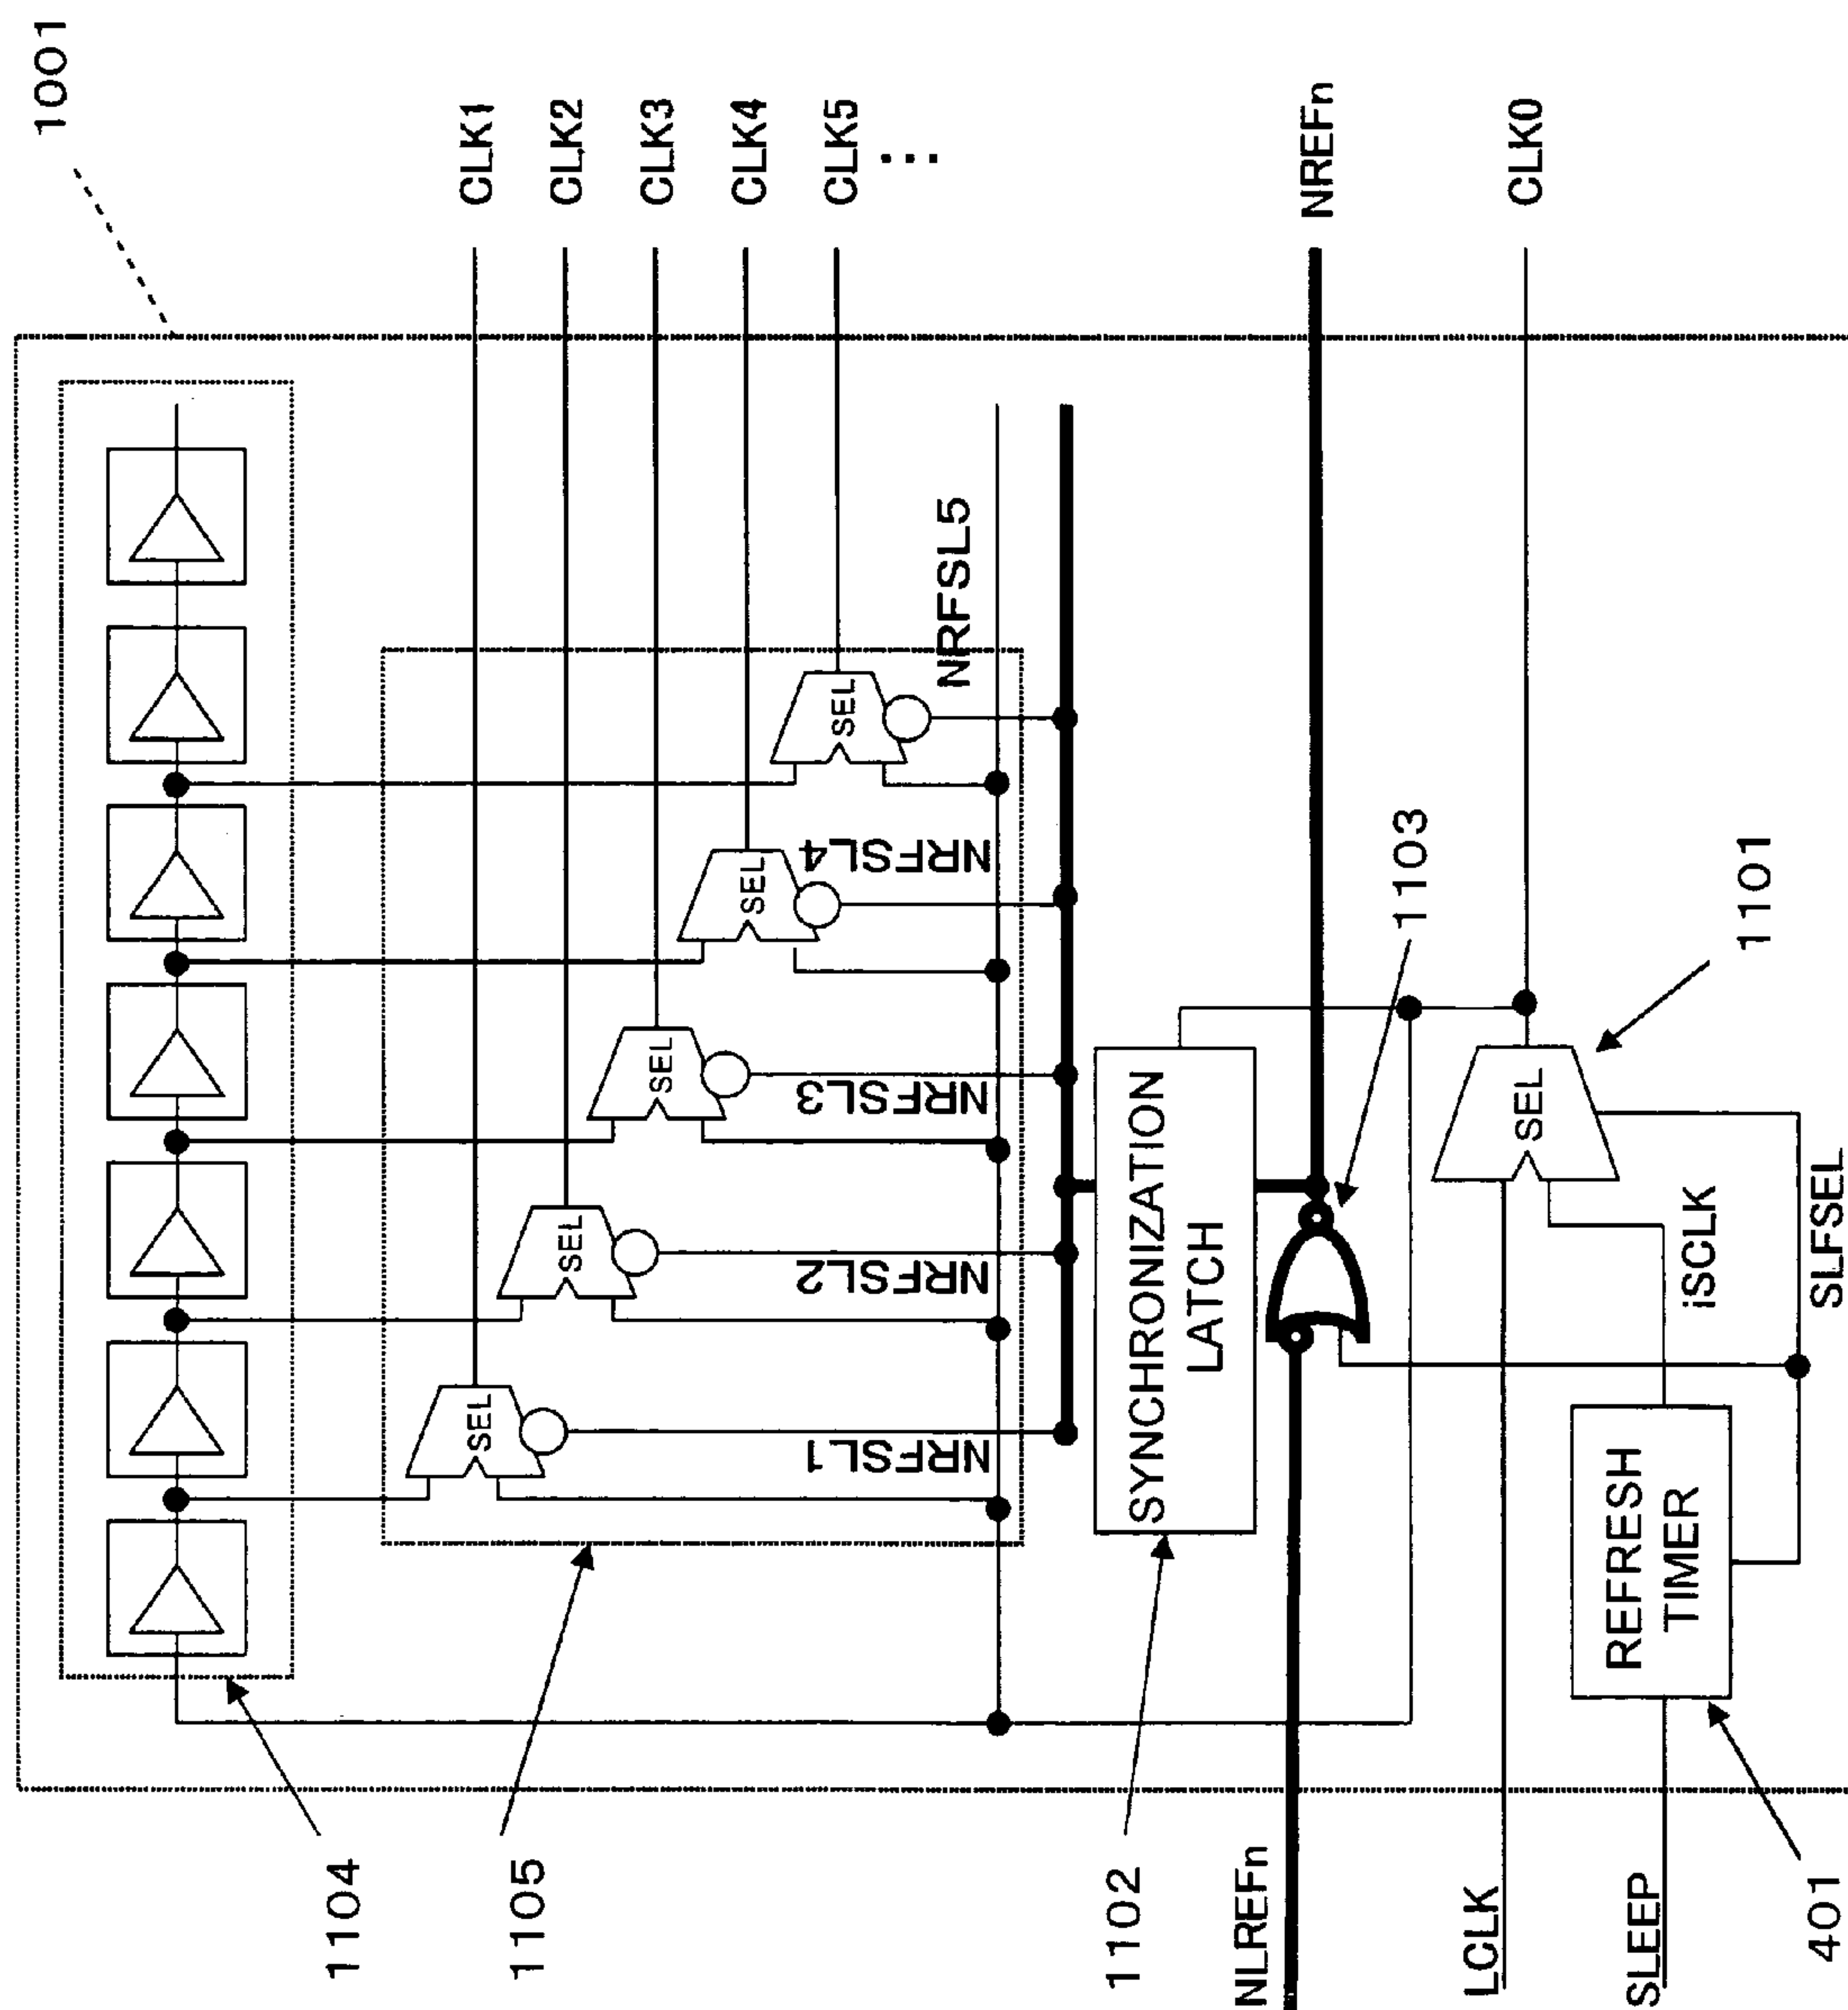 1001
CLK1
CLK2
CLK3
CLK4
CLK5
...
NREFn
CLK0
SEL
SEL
SEL
SEL
SEL
NRFSL1
NRFSL2
NRFSL3
NRFSL4
NRFSL5
SYNCHRONIZATION
LATCH
1103
1101
SEL
iSCLK
SLFSEL
REFRESH
TIMER
1104
1105
1102
NLREFn
LCLK
SLEEP
401